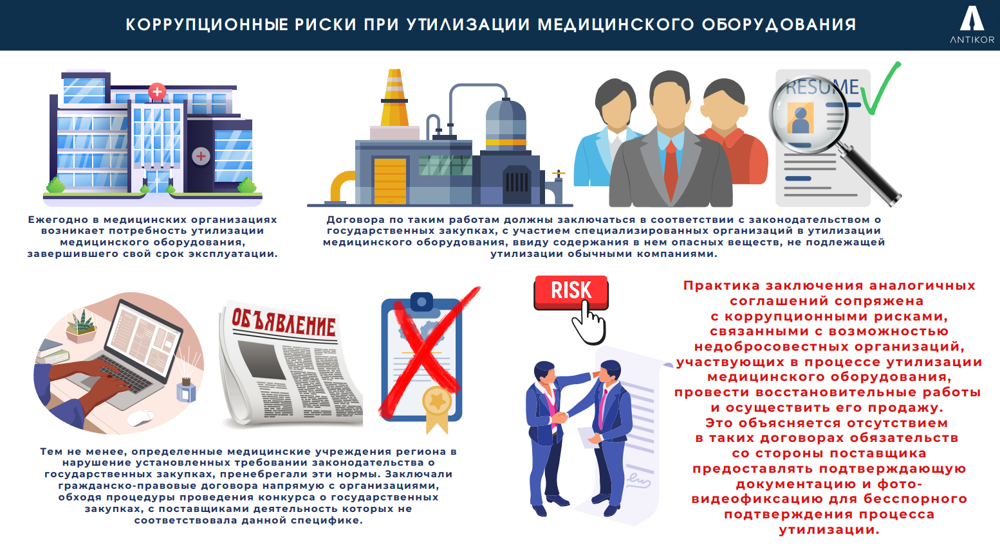 КОРРУПЦИОННЫЕ РИСКИ ПРИ УТИЛИЗАЦИИ МЕДИЦИНСКОГО ОБОРУДОВАНИЯ
ANTIKOR
RESUME
Ежегодно в медицинских организациях
возникает потребность утилизации
медицинского оборудования,
завершившего свой срок эксплуатации.
Договора по таким работам должны заключаться в соответствии с законодательством о
государственных закупках, с участием специализированных организаций в утилизации
медицинского оборудования, ввиду содержания в нем опасных веществ, не подлежащей
утилизации обычными компаниями.
ОБЪЯВЛЕНИЕ
Тем не менее, определенные медицинские учреждения региона в
нарушение установленных требовании законодательства о
государственных закупках, пренебрегали эти нормы. Заключали
гражданско-правовые договора напрямую с организациями,
обходя процедуры проведения конкурса о государственных
закупках, с поставщиками деятельность которых не
соответствовала данной специфике.
RISK
Практика заключения аналогичных
соглашений сопряжена
с коррупционными рисками,
связанными с возможностью
недобросовестных организаций,
участвующих в процессе утилизации
медицинского оборудования,
провести восстановительные работы
и осуществить его продажу.
Это объясняется отсутствием
в таких договорах обязательств
со стороны поставщика
предоставлять подтверждающую
документацию и фото-
видеофиксацию для бесспорного
подтверждения процесса
утилизации.